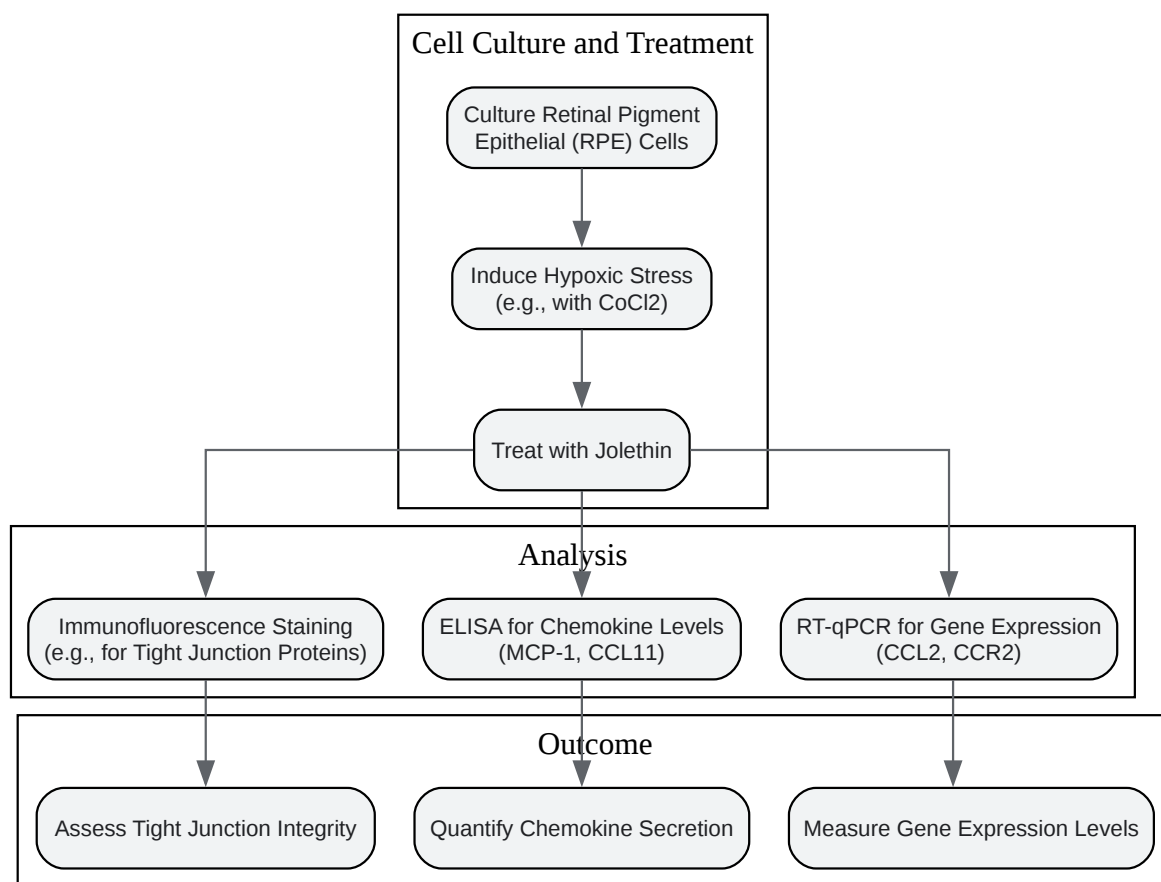 Cell Culture and Treatment
Culture Retinal Pigment
Epithelial (RPE) Cells
Induce Hypoxic Stress
(e.g., with CoCl2)
Treat with Jolethin
Analysis
Immunofluorescence Staining
(e.g., for Tight Junction Proteins)
ELISA for Chemokine Levels
(MCP-1, CCL11)
RT-qPCR for Gene Expression
(CCL2, CCR2)
Outcome
Assess Tight Junction Integrity
Quantify Chemokine Secretion
Measure Gene Expression Levels